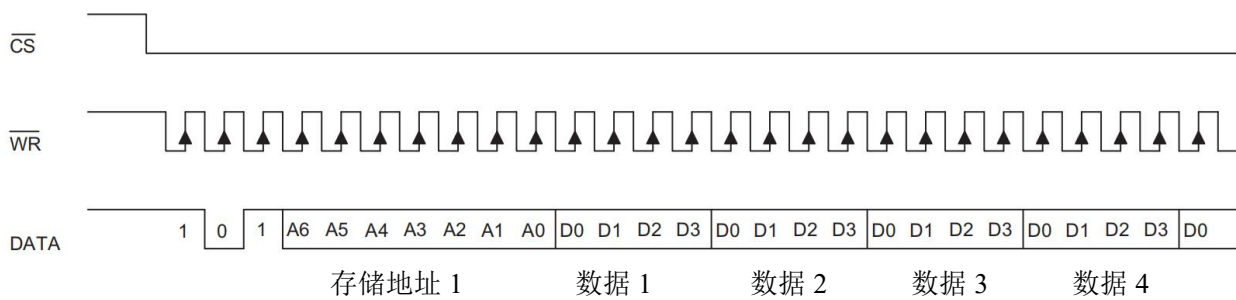 CS
WR
DATA 1 0 1 A6 A5 A4 A3 A2 A1 A0 D0 D1 D2 D3 D0 D1 D2 D3 D0 D1 D2 D3 D0 D1 D2 D3 D0
存储地址 1 数据 1 数据 2 数据 3 数据 4